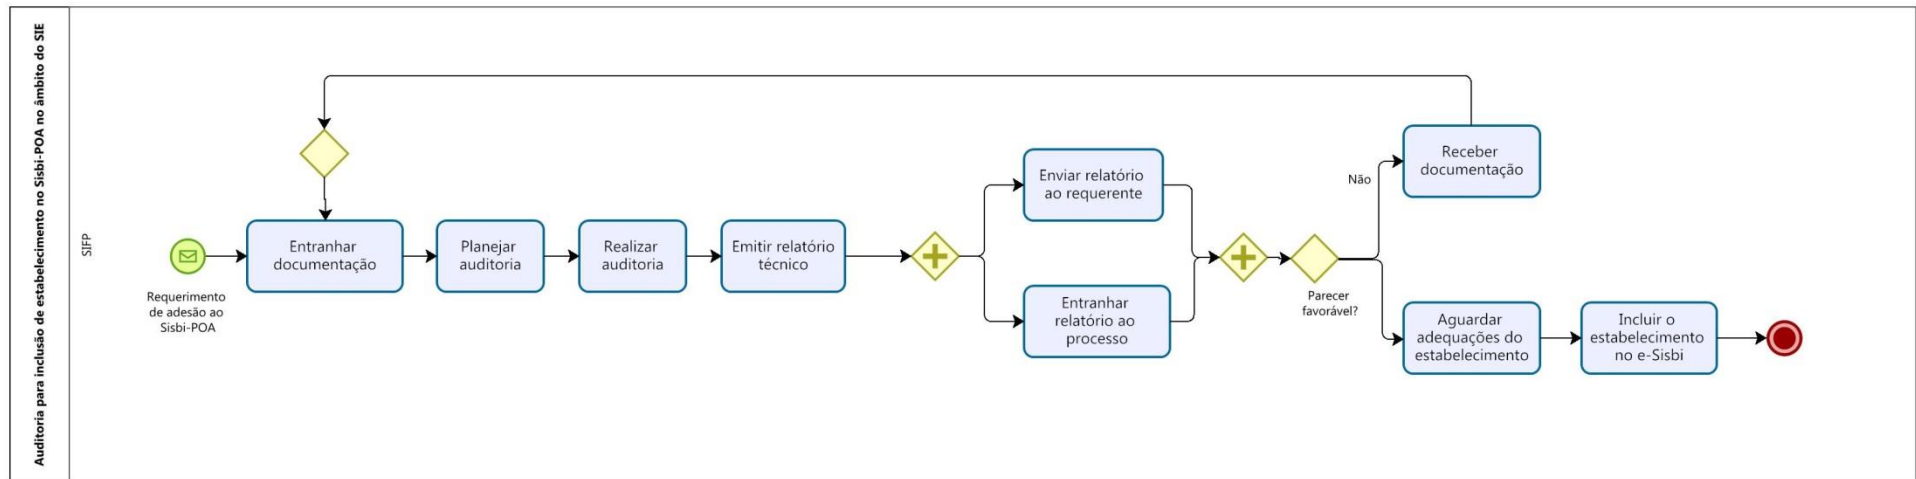 Auditoria para inclusão de estabelecimento no Sisbi-POA no âmbito do SIE
SIFP
Requerimento
de adesão ao
Sisbi-POA
Entranhar
documentação
Planejar
auditoria
Realizar
auditoria
Emitir relatório
técnico
Enviar relatório
ao requerente
Entranhar
relatório ao
processo
Parecer
favorável?
Não
Receber
documentação
Aguardar
adequações do
estabelecimento
Incluir o
estabelecimento
no e-Sisbi